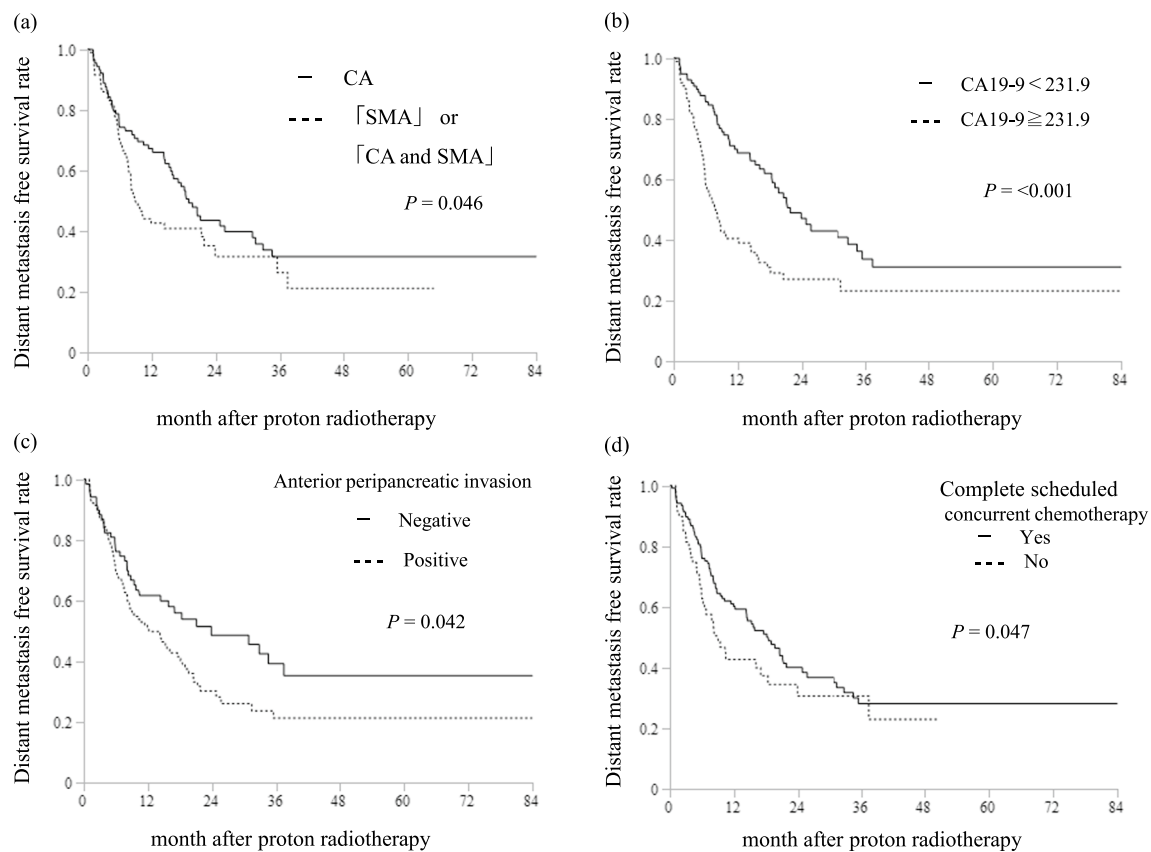 (a)
Distant metastasis free survival rate
1.0
0.8
0.6
0.4
0.2
0
0 12 24 36 48 60 72 84
month after proton radiotherapy
CA
「SMA」 or
「CA and SMA」
P = 0.046
(b)
Distant metastasis free survival rate
1.0
0.8
0.6
0.4
0.2
0
0 12 24 36 48 60 72 84
month after proton radiotherapy
CA19-9 < 231.9
CA19-9 ≧ 231.9
P = <0.001
(c)
Distant metastasis free survival rate
1.0
0.8
0.6
0.4
0.2
0
0 12 24 36 48 60 72 84
month after proton radiotherapy
Anterior peripancreatic invasion
Negative
Positive
P = 0.042
(d)
Distant metastasis free survival rate
1.0
0.8
0.6
0.4
0.2
0
0 12 24 36 48 60 72 84
month after proton radiotherapy
Complete scheduled
concurrent chemotherapy
Yes
No
P = 0.047